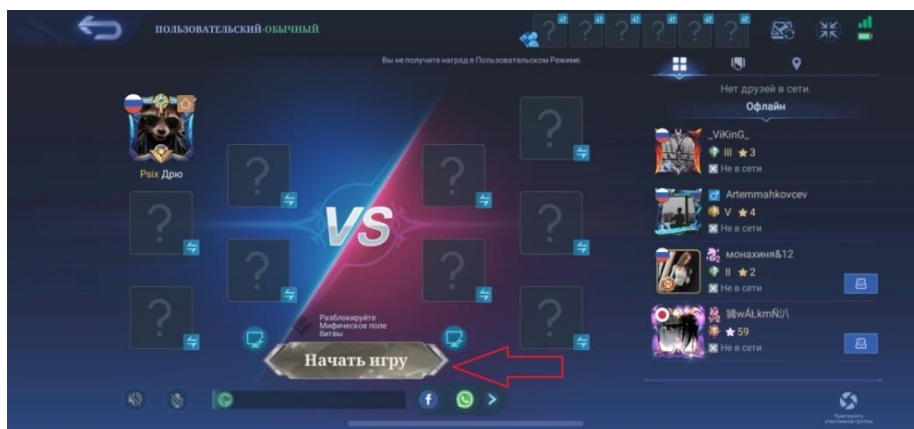 ПОЛЬЗОВАТЕЛЬСКИЙ-ОБЫЧНЫЙ
Вы не получите наград в Пользовательском Режиме.
Нет друзей в сети.
Офлайн
_ViKinG_
III ★3
Не в сети
Artemmahkovcev
V ★4
Не в сети
монахиня&12
II ★2
Не в сети
★ 59
Не в сети
Psix Дрю
VS
Разблокируйте
Мифическое поле
битвы
Начать игру
Пригласить
участников группы